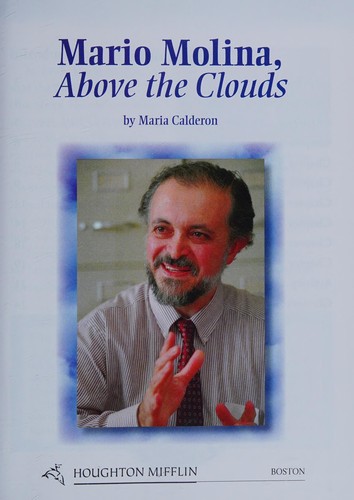 Mario Molina,
Above the Clouds
by Maria Calderon
HOUGHTON MIFFLIN
BOSTON